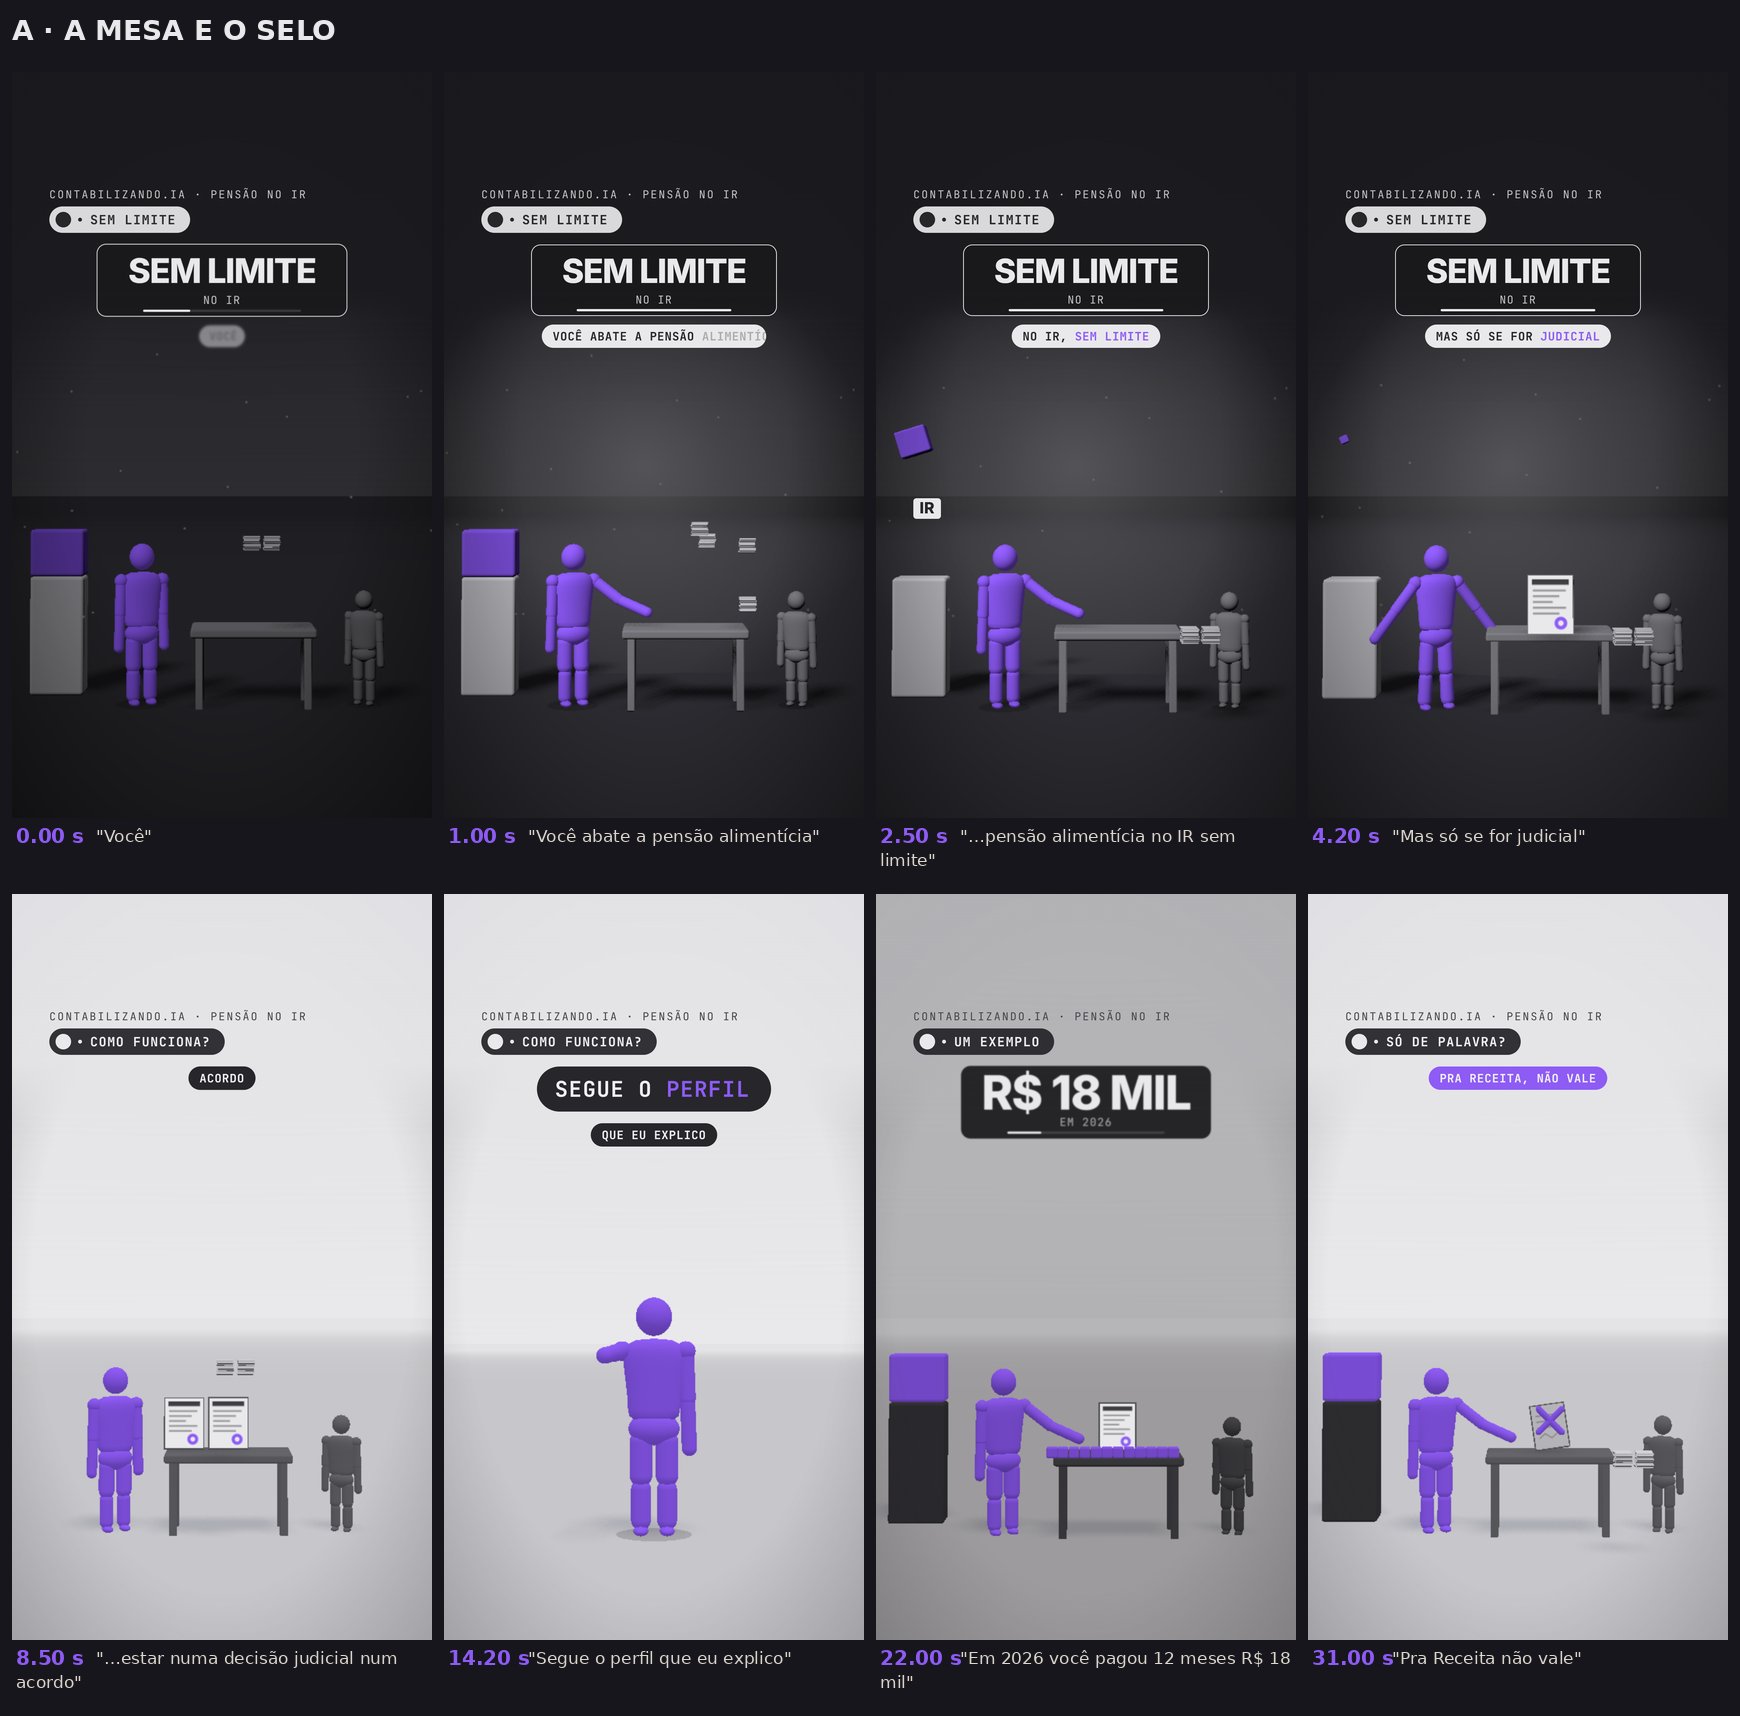 A · A MESA E O SELO
CONTABILIZANDO.IA · PENSÃO NO IR
• SEM LIMITE
SEM LIMITE
NO IR
VOCÊ
0.00 s "Você"
CONTABILIZANDO.IA · PENSÃO NO IR
• SEM LIMITE
SEM LIMITE
NO IR
VOCÊ ABATE A PENSÃO ALIMENTÍC
1.00 s "Você abate a pensão alimentícia"
CONTABILIZANDO.IA · PENSÃO NO IR
• SEM LIMITE
SEM LIMITE
NO IR
NO IR, SEM LIMITE
IR
2.50 s "...pensão alimentícia no IR sem
limite"
CONTABILIZANDO.IA · PENSÃO NO IR
• SEM LIMITE
SEM LIMITE
NO IR
MAS SÓ SE FOR JUDICIAL
4.20 s "Mas só se for judicial"
CONTABILIZANDO.IA · PENSÃO NO IR
• COMO FUNCIONA?
ACORDO
8.50 s "...estar numa decisão judicial num
acordo"
CONTABILIZANDO.IA · PENSÃO NO IR
• COMO FUNCIONA?
SEGUE O PERFIL
QUE EU EXPLICO
14.20 s "Segue o perfil que eu explico"
CONTABILIZANDO.IA · PENSÃO NO IR
• UM EXEMPLO
R$ 18 MIL
EM 2026
22.00 s "Em 2026 você pagou 12 meses R$ 18
mil"
CONTABILIZANDO.IA · PENSÃO NO IR
• SÓ DE PALAVRA?
PRA RECEITA, NÃO VALE
31.00 s "Pra Receita não vale"